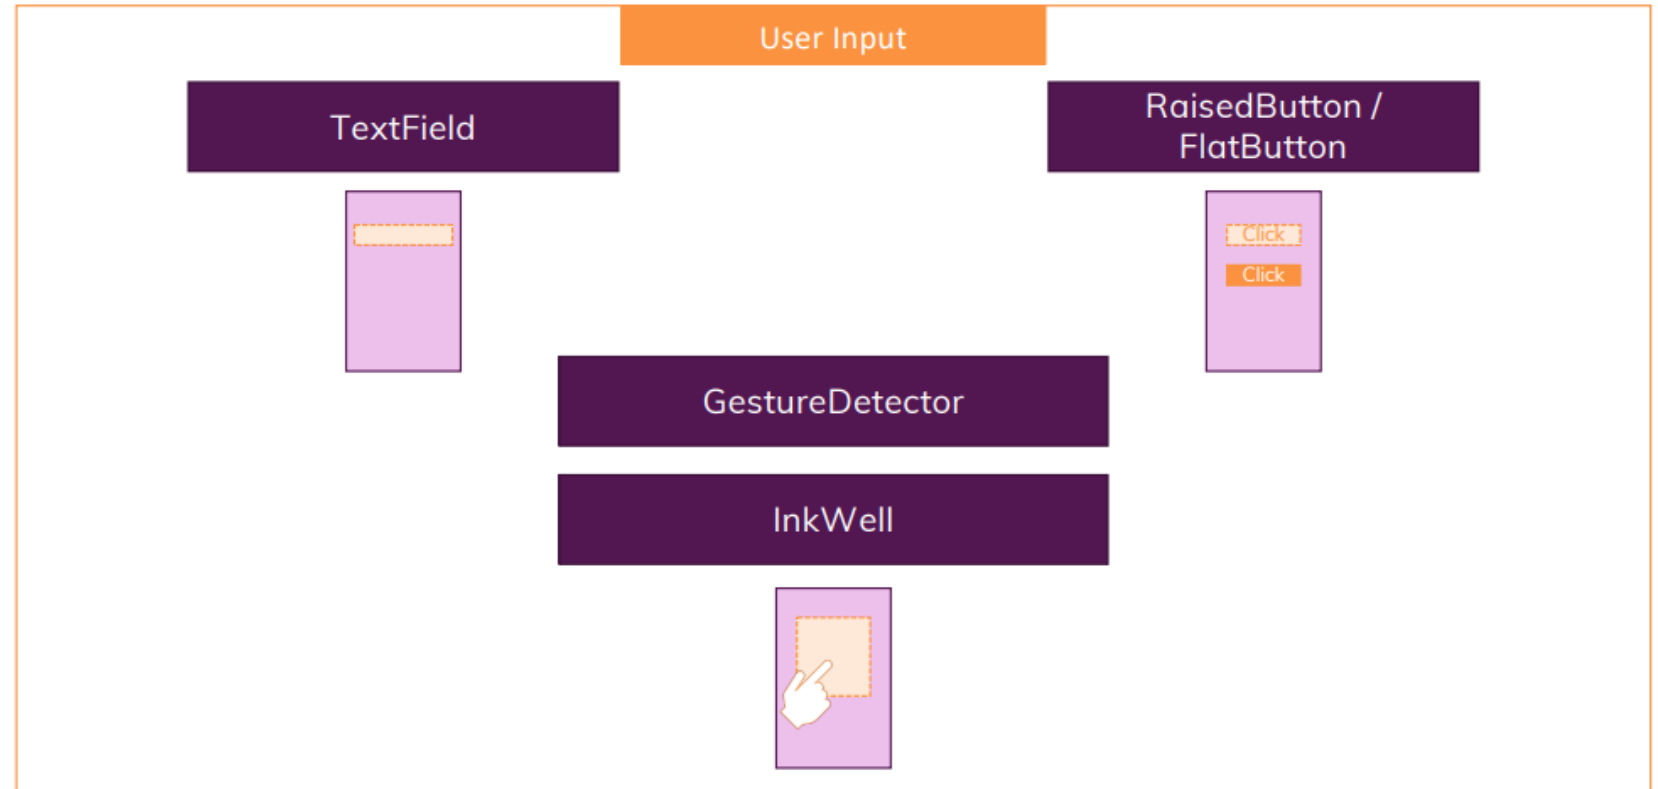 User Input
TextField
RaisedButton /
FlatButton
Click
Click
GestureDetector
InkWell